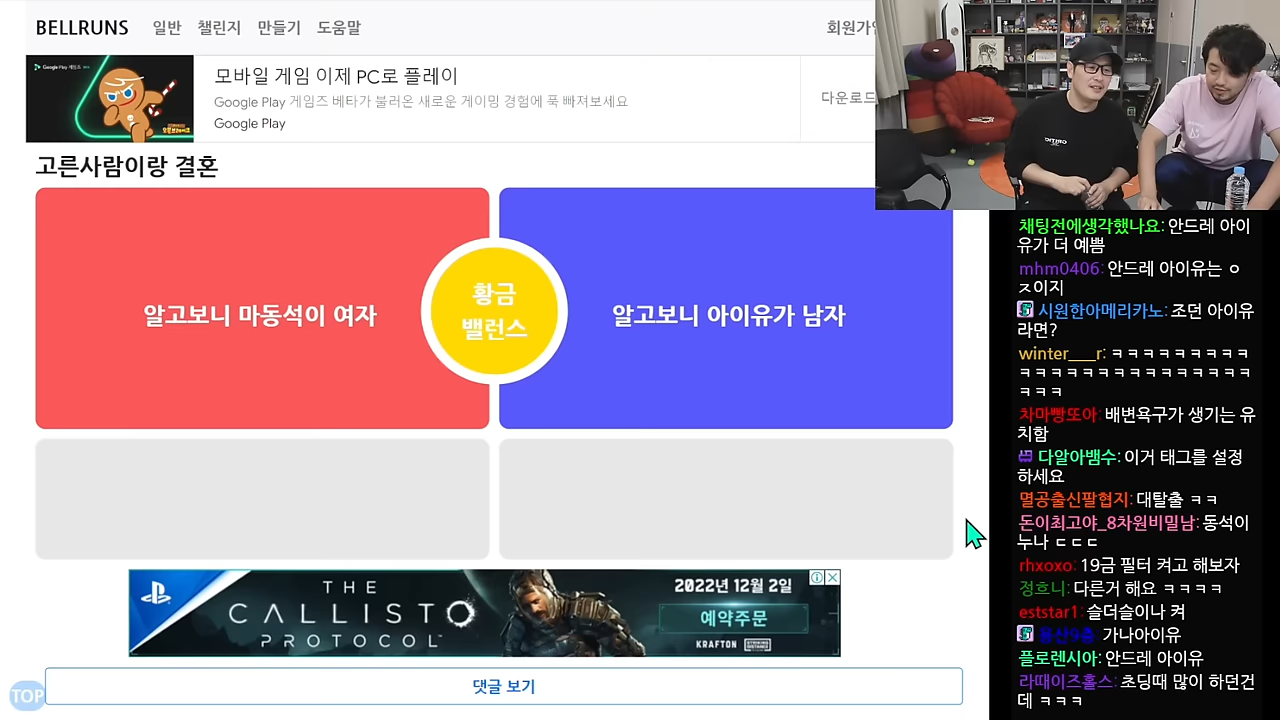 BELLRUNS 일반 챌린지 만들기 도움말 회원가입
Google Play
모바일 게임 이제 PC로 플레이
Google Play 게임즈 베타가 불러온 새로운 게이밍 경험에 푹 빠져보세요
Google Play
다운로드
고른사람이랑 결혼
알고보니 마동석이 여자
황금
밸런스
알고보니 아이유가 남자
THE
CALLISTO
PROTOCOL
2022년 12월 2일
예약주문
KRAFTON STRIKING DISTANCE
댓글 보기
TOP
채팅전에생각했나요: 안드레 아이
유가 더 예쁨
mhm0406: 안드레 아이유는 ㅇ
ㅈ이지
시원한아메리카노: 조던 아이유
라면?
winter___r: ㅋㅋㅋㅋㅋㅋㅋㅋㅋ
ㅋㅋㅋㅋㅋㅋㅋㅋㅋㅋㅋㅋㅋㅋㅋ
ㅋㅋㅋ
차마빵또아: 배변욕구가 생기는 유
치함
다알아뱀수: 이거 태그를 설정
하세요
멸공출신팔협지: 대탈출 ㅋㅋ
돈이최고야_8차원비밀남: 동석이
누나 ㄷㄷㄷ
rhxoxo: 19금 필터 켜고 해보자
정흐니: 다른거 해요 ㅋㅋㅋㅋ
eststar1: 슬더슬이나 켜
용산9층: 가나아이유
플로렌시아: 안드레 아이유
라때이즈홀스: 초딩때 많이 하던건
데 ㅋㅋㅋ